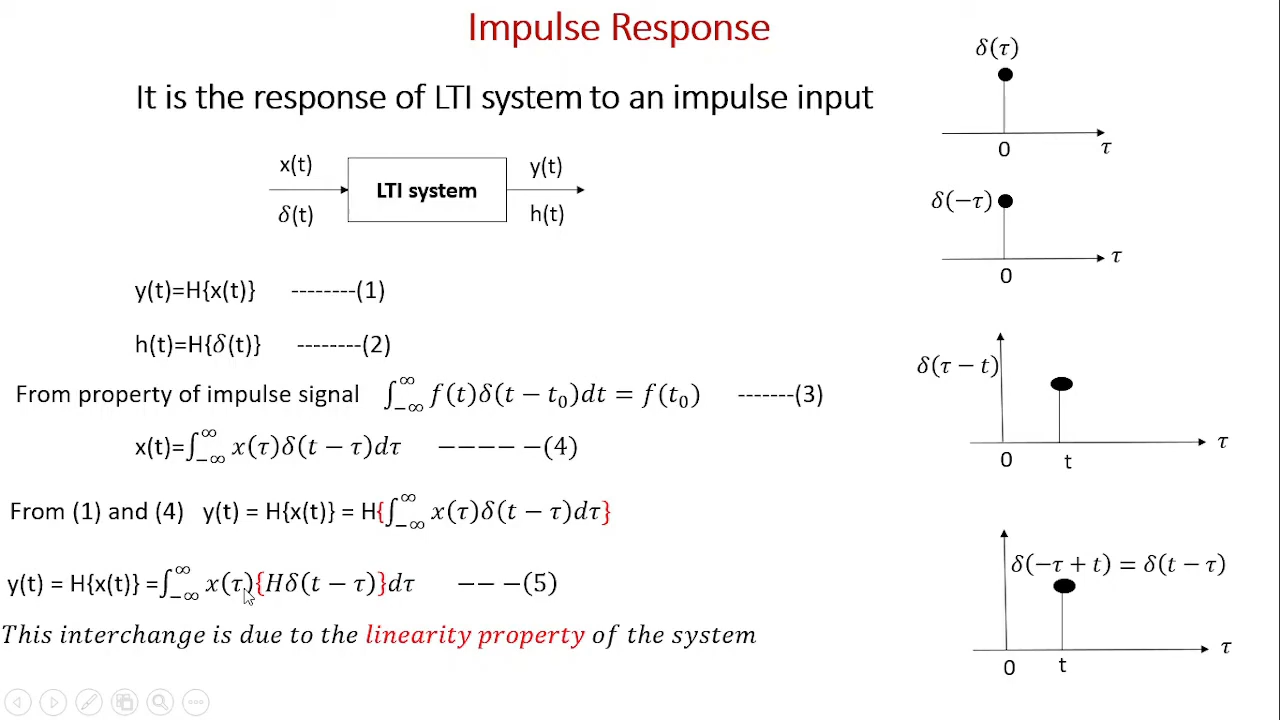 Impulse Response
It is the response of LTI system to an impulse input
x(t)
δ(t)
LTI system
y(t)
h(t)
y(t)=H{x(t)} --------(1)
h(t)=H{δ(t)} --------(2)
From property of impulse signal ∫_{−∞}^{∞} f(t)δ(t − t₀)dt = f(t₀) -------(3)
x(t)=∫_{−∞}^{∞} x(τ)δ(t − τ)dτ −−−−−(4)
From (1) and (4) y(t) = H{x(t)} = H{∫_{−∞}^{∞} x(τ)δ(t − τ)dτ}
y(t) = H{x(t)} =∫_{−∞}^{∞} x(τ){Hδ(t − τ)}dτ −− −(5)
This interchange is due to the linearity property of the system
δ(τ)
0 τ
δ(−τ)
τ
0
δ(τ − t)
τ
0 t
δ(−τ + t) = δ(t − τ)
τ
0 t